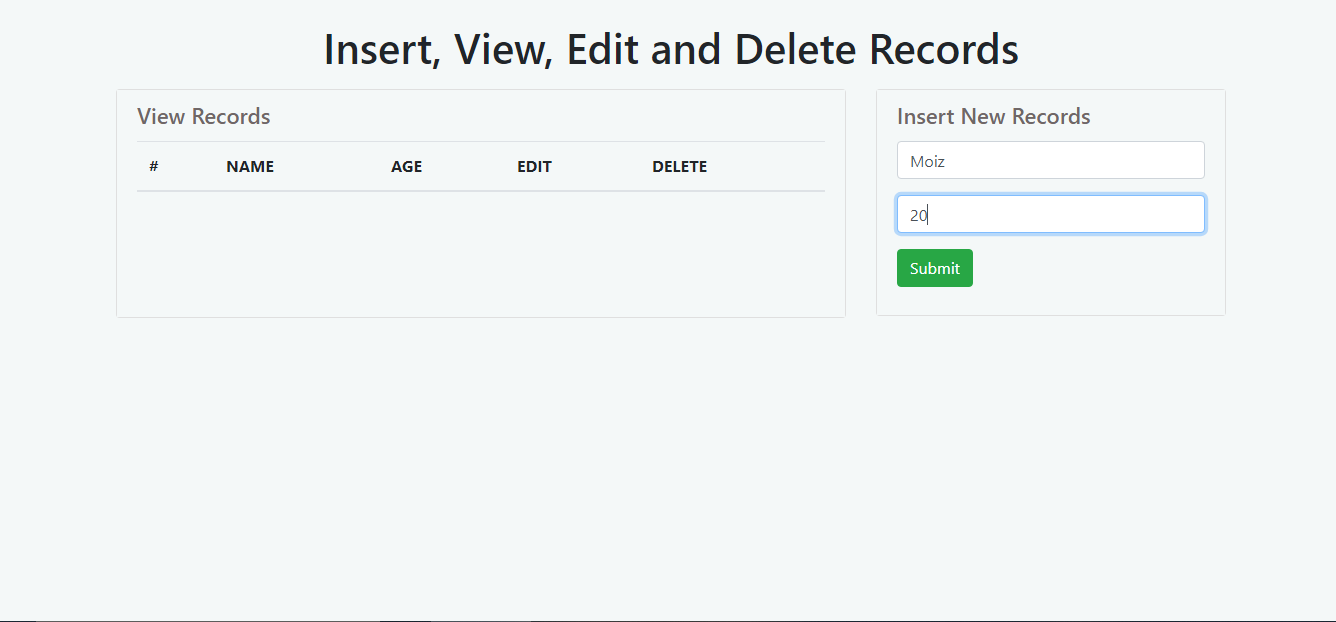 Insert, View, Edit and Delete Records
View Records
# NAME AGE EDIT DELETE
Insert New Records
Moiz
20
Submit